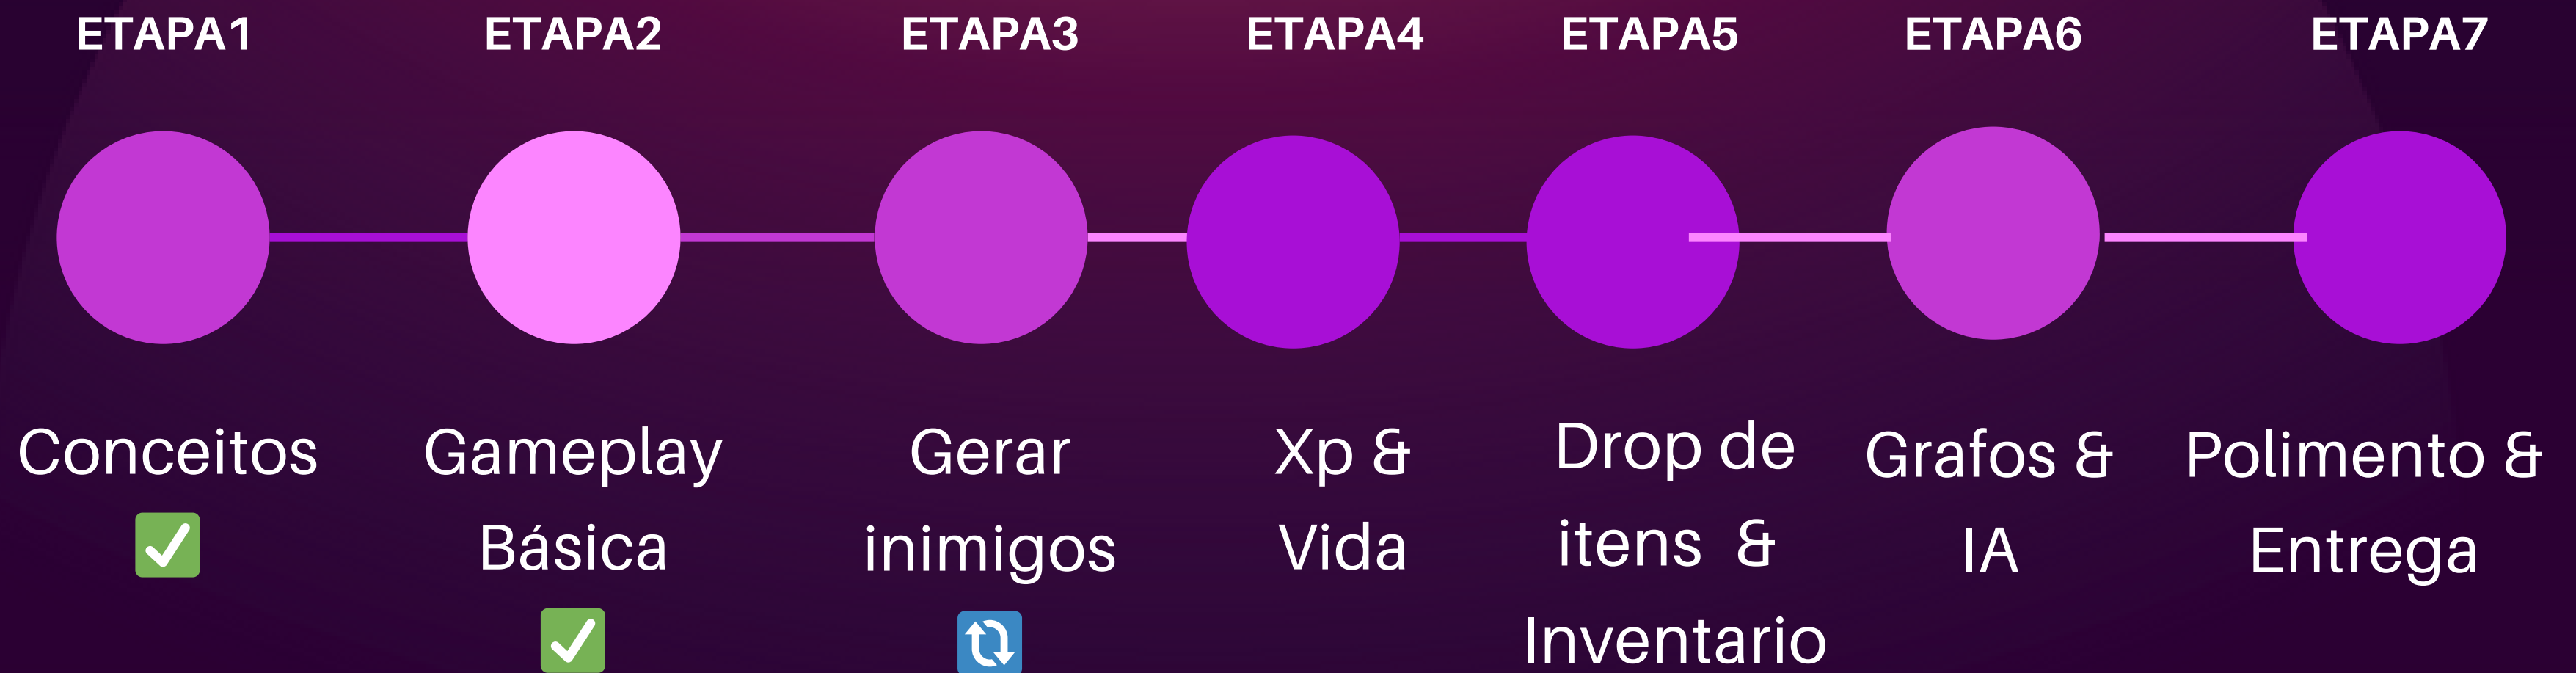 ETAPA1
ETAPA2
ETAPA3
ETAPA4
ETAPA5
ETAPA6
ETAPA7
Conceitos
✅
Gameplay
Básica
✅
Gerar
inimigos
🔃
Xp &
Vida
Drop de
itens &
Inventario
Grafos &
IA
Polimento &
Entrega